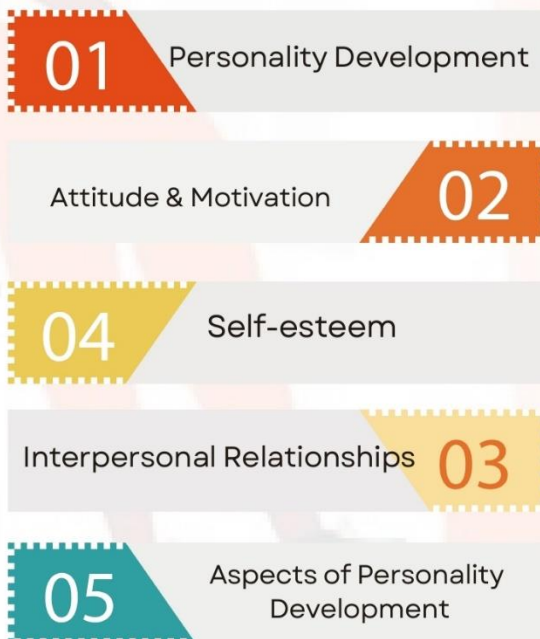 01 Personality Development
Attitude & Motivation 02
04 Self-esteem
Interpersonal Relationships 03
05 Aspects of Personality
Development